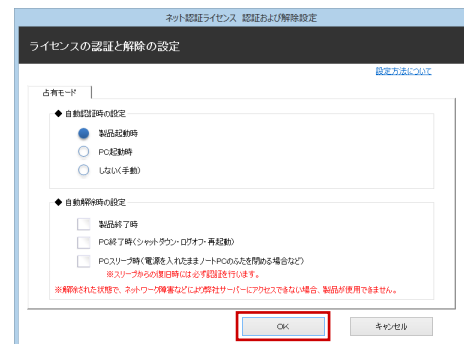 ネット認証ライセンス 認証および解除設定
ライセンスの認証と解除の設定
設定方法について
占有モード
◆ 自動認証時の設定
製品起動時
PC起動時
しない(手動)
◆ 自動解除時の設定
製品終了時
PC終了時(シャットダウン・ログオフ・再起動)
PCスリープ時(電源を入れたままノートPCのふたを閉める場合など)
※スリープからの復旧時には必ず認証を行います。
※解除された状態で、ネットワーク障害などにより弊社サーバーにアクセスできない場合、製品が使用できません。
OK
キャンセル